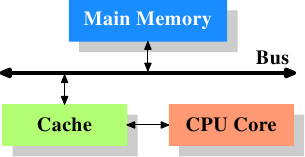 Main Memory
Bus
Cache
CPU Core